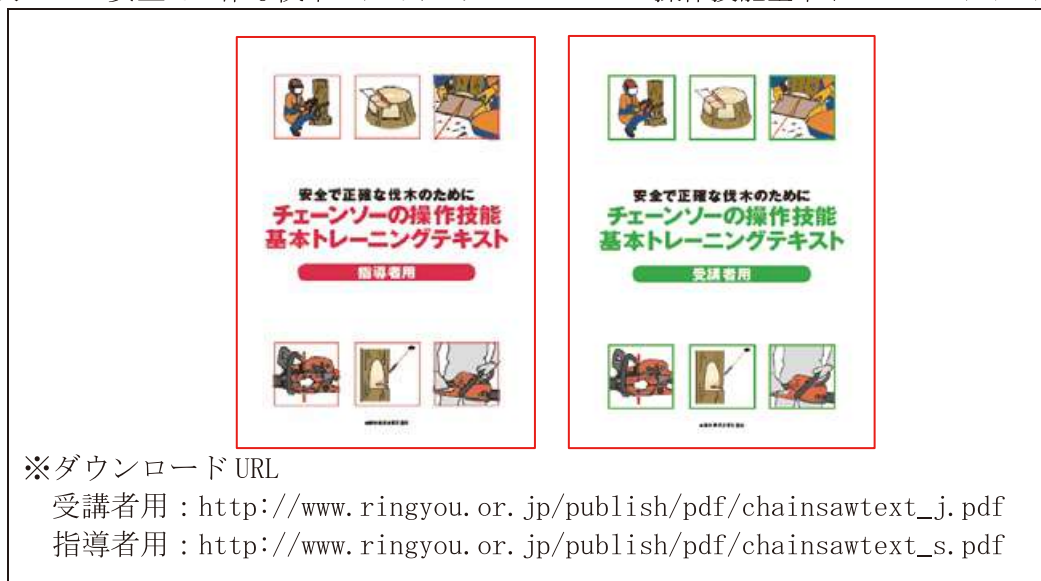 安全で正確な伐木のために
チェーンソーの操作技能
基本トレーニングテキスト
指導者用
安全で正確な伐木のために
チェーンソーの操作技能
基本トレーニングテキスト
受講者用
※ダウンロード URL
受講者用：http://www.ringyou.or.jp/publish/pdf/chainsawtext_j.pdf
指導者用：http://www.ringyou.or.jp/publish/pdf/chainsawtext_s.pdf